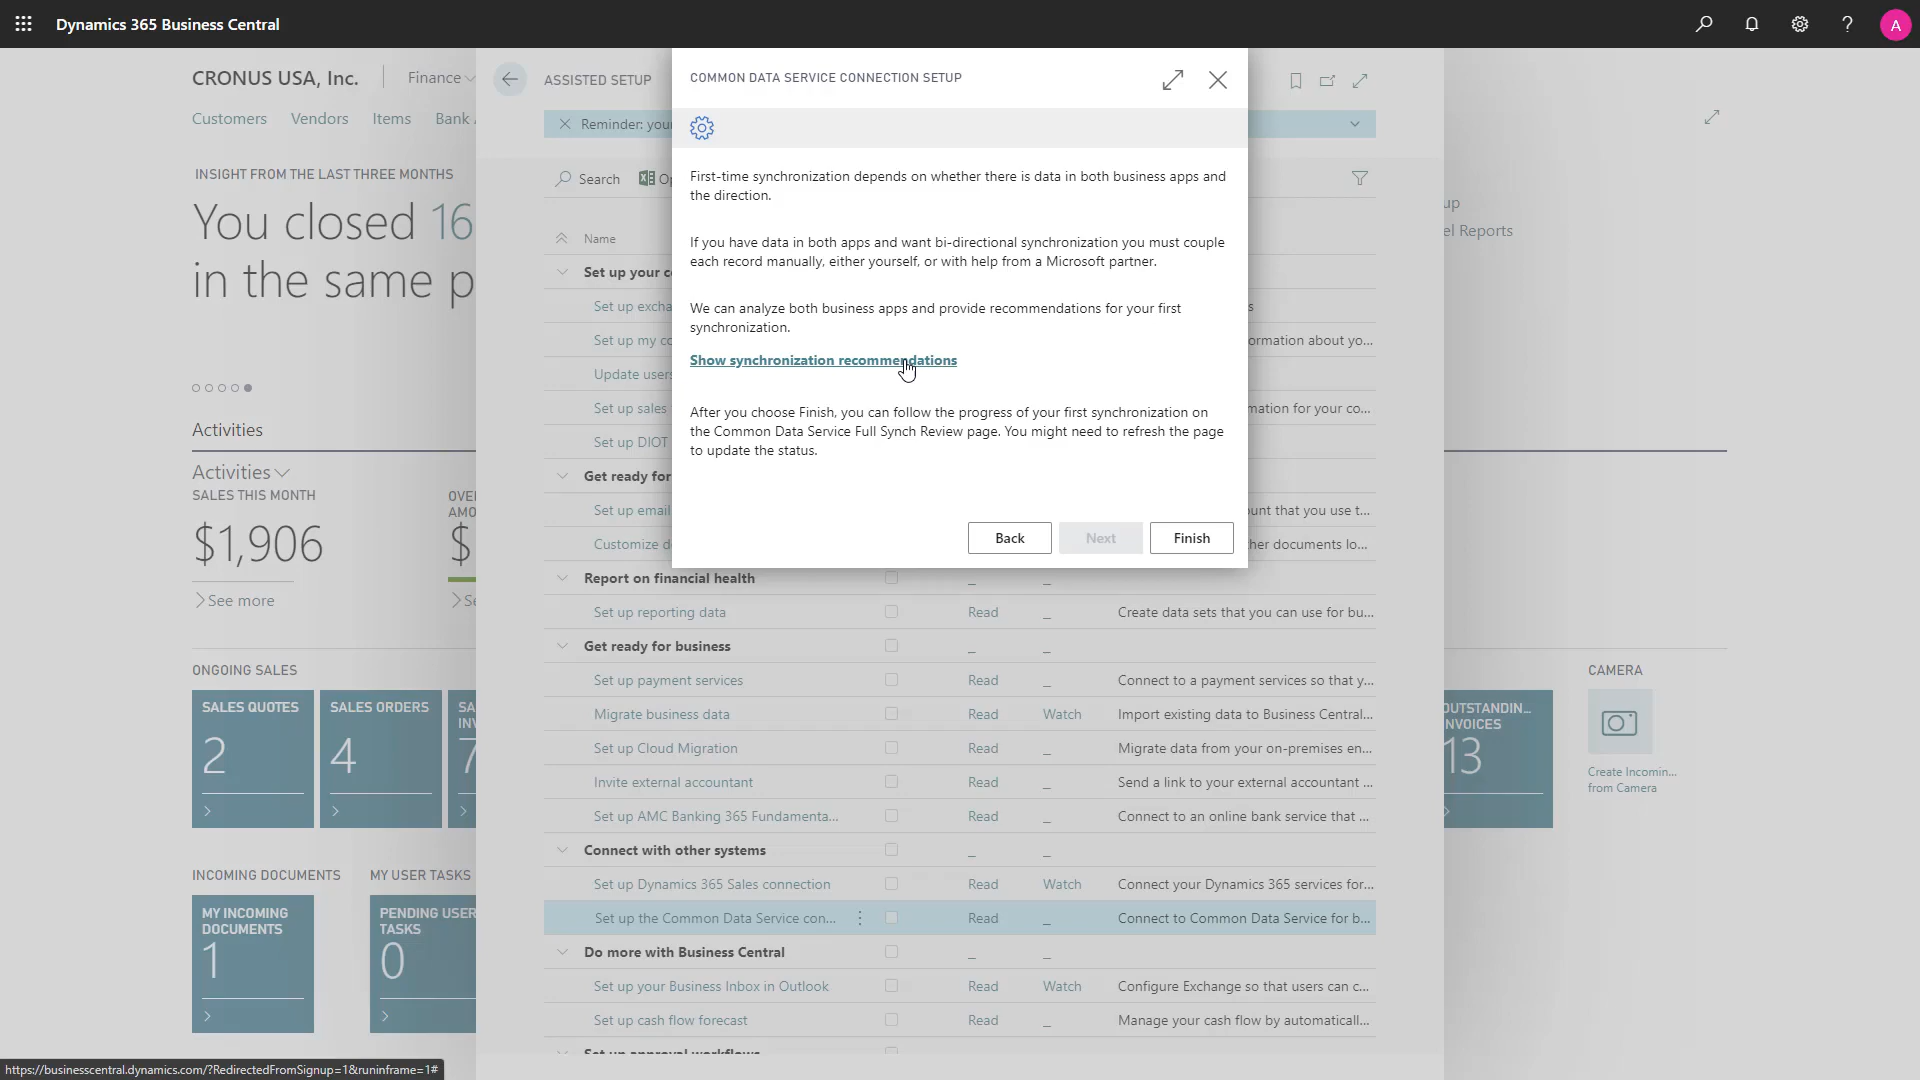 Dynamics 365 Business Central
?
A
CRONUS USA, Inc.
Finance
Customers
Vendors
Items
Bank
INSIGHT FROM THE LAST THREE MONTHS
You closed 16
in the same p
Activities
Activities
SALES THIS MONTH
$1,906
See more
OVE
AMO
$
Se
ONGOING SALES
SALES QUOTES
2
SALES ORDERS
4
SA
INV
7
INCOMING DOCUMENTS
MY USER TASKS
MY INCOMING
DOCUMENTS
1
PENDING USER
TASKS
0
ASSISTED SETUP
Reminder: your
Search
Op
Name
Set up your c
Set up excha
Set up my co
ormation about yo...
Update users
Set up sales
mation for your co...
Set up DIOT
Get ready for
Set up email
unt that you use t...
Customize d
her documents lo...
Report on financial health
_ _
Set up reporting data Read _ Create data sets that you can use for bu...
Get ready for business _ _
Set up payment services Read _ Connect to a payment services so that y...
Migrate business data Read Watch Import existing data to Business Central...
Set up Cloud Migration Read _ Migrate data from your on-premises en...
Invite external accountant Read _ Send a link to your external accountant ...
Set up AMC Banking 365 Fundamenta... Read _ Connect to an online bank service that ...
Connect with other systems _ _
Set up Dynamics 365 Sales connection Read Watch Connect your Dynamics 365 services for...
Set up the Common Data Service con... Read _ Connect to Common Data Service for b...
Do more with Business Central _ _
Set up your Business Inbox in Outlook Read Watch Configure Exchange so that users can c...
Set up cash flow forecast Read _ Manage your cash flow by automaticall...
Set up approval workflows
COMMON DATA SERVICE CONNECTION SETUP
First-time synchronization depends on whether there is data in both business apps and
the direction.
If you have data in both apps and want bi-directional synchronization you must couple
each record manually, either yourself, or with help from a Microsoft partner.
We can analyze both business apps and provide recommendations for your first
synchronization.
Show synchronization recommendations
After you choose Finish, you can follow the progress of your first synchronization on
the Common Data Service Full Synch Review page. You might need to refresh the page
to update the status.
Back
Next
Finish
up
el Reports
OUTSTANDIN...
NVOICES
13
CAMERA
Create Incomin...
from Camera
https://businesscentral.dynamics.com/?RedirectedFromSignup=1&runinframe=1#